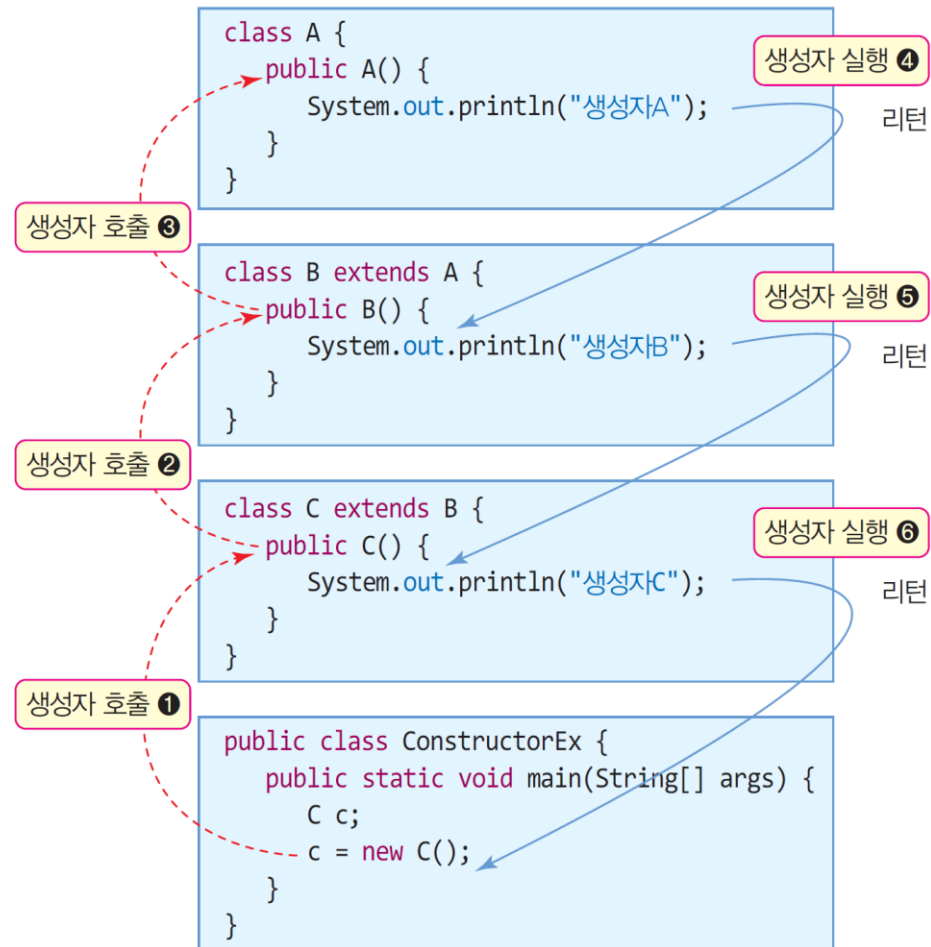 class A {
public A() {
System.out.println("생성자A");
}
}
생성자 실행 ❹
리턴
생성자 호출 ❸
class B extends A {
public B() {
System.out.println("생성자B");
}
}
생성자 실행 ❺
리턴
생성자 호출 ❷
class C extends B {
public C() {
System.out.println("생성자C");
}
}
생성자 실행 ❻
리턴
생성자 호출 ❶
public class ConstructorEx {
public static void main(String[] args) {
C c;
c = new C();
}
}